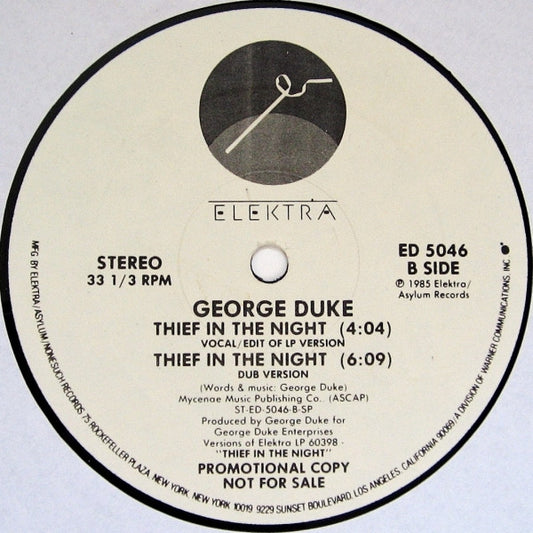 ELEKTRA
STEREO
33 1/3 RPM
ED 5046
B SIDE
℗ 1985 Elektra/
Asylum Records
GEORGE DUKE
THIEF IN THE NIGHT (4:04)
VOCAL/EDIT OF LP VERSION
THIEF IN THE NIGHT (6:09)
DUB VERSION
(Words & music: George Duke)
Mycenae Music Publishing Co.. (ASCAP)
ST-ED-5046-B-SP
Produced by George Duke for
George Duke Enterprises
Versions of Elektra LP 60398 -
"THIEF IN THE NIGHT"
PROMOTIONAL COPY
NOT FOR SALE
MFG. BY ELEKTRA/ASYLUM/NONESUCH RECORDS 75 ROCKEFELLER PLAZA, NEW YORK, NEW YORK 10019 9229 SUNSET BOULEVARD, LOS ANGELES, CALIFORNIA 90069 · A DIVISION OF WARNER COMMUNICATIONS, INC.